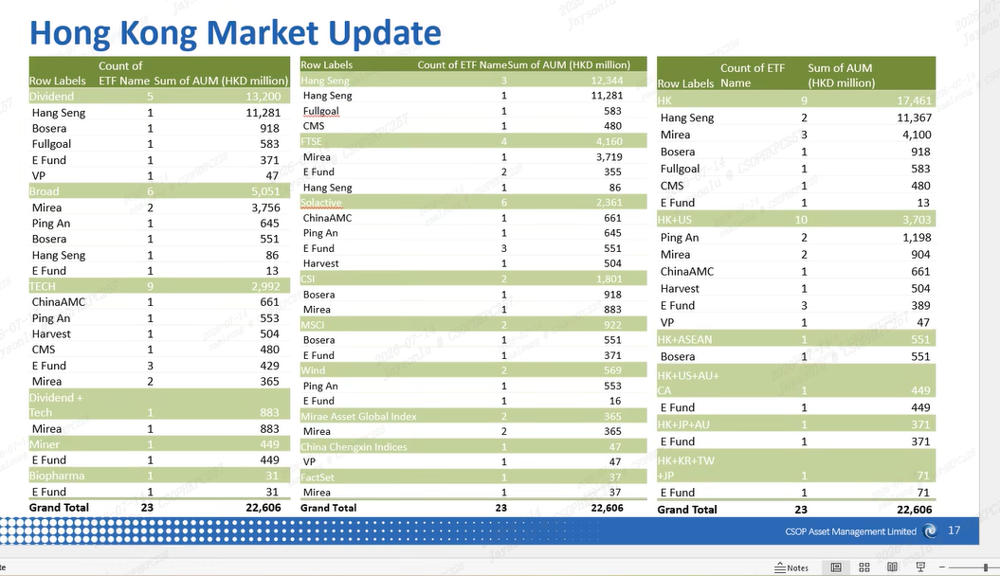 Hong Kong Market Update
Count of
Row Labels ETF Name Sum of AUM (HKD million)
Dividend 5 13,200
Hang Seng 1 11,281
Bosera 1 918
Fullgoal 1 583
E Fund 1 371
VP 1 47
Broad 6 5,051
Mirea 2 3,756
Ping An 1 645
Bosera 1 551
Hang Seng 1 86
E Fund 1 13
TECH 9 2,992
ChinaAMC 1 661
Ping An 1 553
Harvest 1 504
CMS 1 480
E Fund 3 429
Mirea 2 365
Dividend +
Tech 1 883
Mirea 1 883
Miner 1 449
E Fund 1 449
Biopharma 1 31
E Fund 1 31
Grand Total 23 22,606
Row Labels Count of ETF Name Sum of AUM (HKD million)
Hang Seng 3 12,344
Hang Seng 1 11,281
Fullgoal 1 583
CMS 1 480
FTSE 4 4,160
Mirea 1 3,719
E Fund 2 355
Hang Seng 1 86
Solactive 6 2,361
ChinaAMC 1 661
Ping An 1 645
E Fund 3 551
Harvest 1 504
CSI 2 1,801
Bosera 1 918
Mirea 1 883
MSCI 2 922
Bosera 1 551
E Fund 1 371
Wind 2 569
Ping An 1 553
E Fund 1 16
Mirae Asset Global Index 2 365
Mirea 2 365
China Chengxin Indices 1 47
VP 1 47
FactSet 1 37
Mirea 1 37
Grand Total 23 22,606
Count of ETF Sum of AUM
Row Labels Name (HKD million)
HK 9 17,461
Hang Seng 2 11,367
Mirea 3 4,100
Bosera 1 918
Fullgoal 1 583
CMS 1 480
E Fund 1 13
HK+US 10 3,703
Ping An 2 1,198
Mirea 2 904
ChinaAMC 1 661
Harvest 1 504
E Fund 3 389
VP 1 47
HK+ASEAN 1 551
Bosera 1 551
HK+US+AU+
CA 1 449
E Fund 1 449
HK+JP+AU 1 371
E Fund 1 371
HK+KR+TW
+JP 1 71
E Fund 1 71
Grand Total 23 22,606
CSOP Asset Management Limited 17
Notes